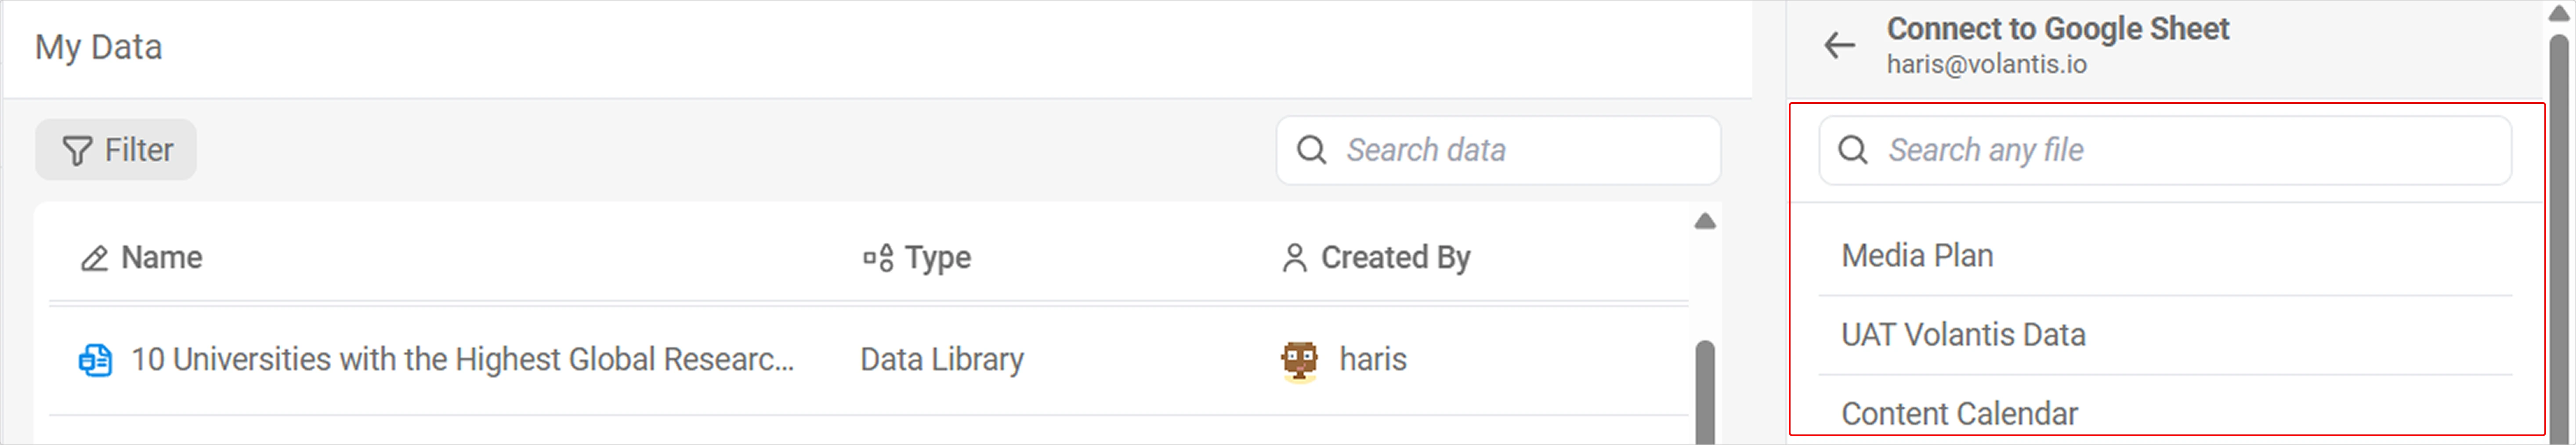 My Data
Filter
Search data
Name
Type
Created By
10 Universities with the Highest Global Researc...
Data Library
haris
Connect to Google Sheet
haris@volantis.io
Search any file
Media Plan
UAT Volantis Data
Content Calendar